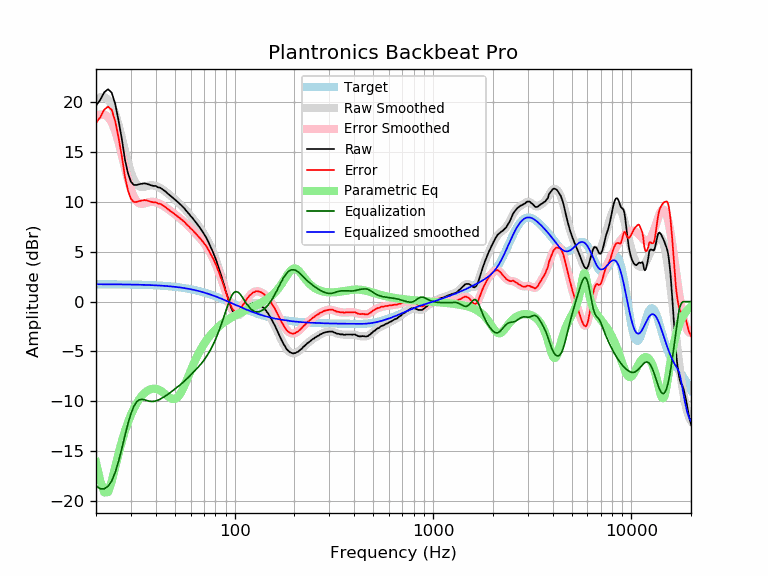 Plantronics Backbeat Pro
Target
Raw Smoothed
Error Smoothed
Raw
Error
Parametric Eq
Equalization
Equalized smoothed
Amplitude (dBr)
20
15
10
5
0
−5
−10
−15
−20
100
1000
10000
Frequency (Hz)